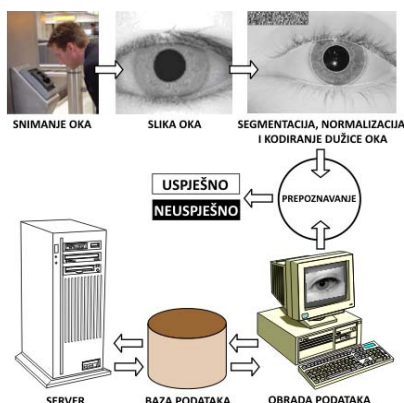 SNIMANJE OKA
SLIKA OKA
SEGMENTACIJA, NORMALIZACIJA
I KODIRANJE DUŽICE OKA
USPJEŠNO
NEUSPJEŠNO
PREPOZNAVANJE
SERVER
BAZA PODATAKA
OBRADA PODATAKA